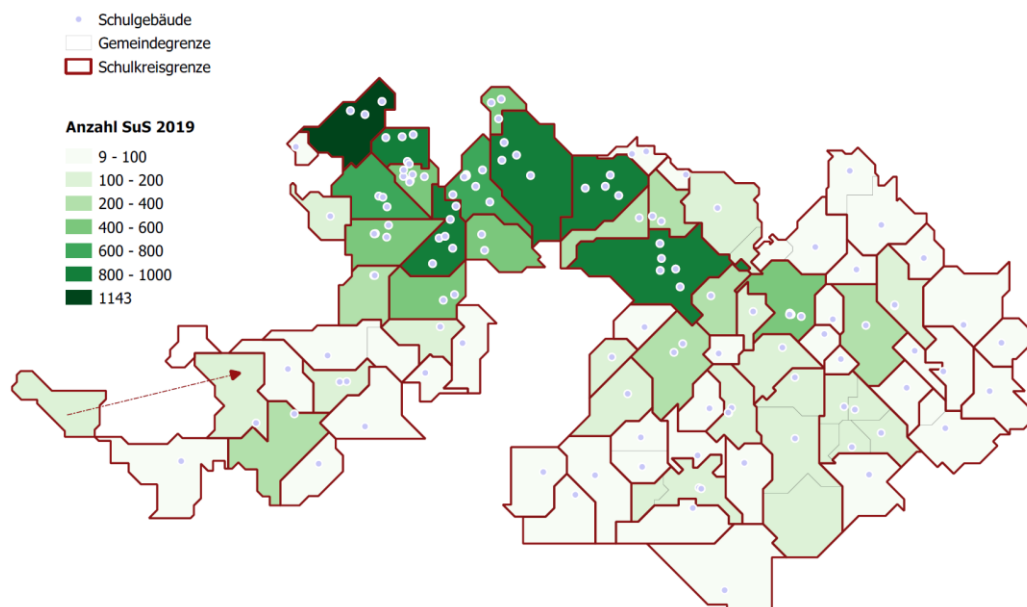 Schulgebäude
Gemeindegrenze
Schulkreisgrenze
Anzahl SuS 2019
9 - 100
100 - 200
200 - 400
400 - 600
600 - 800
800 - 1000
1143